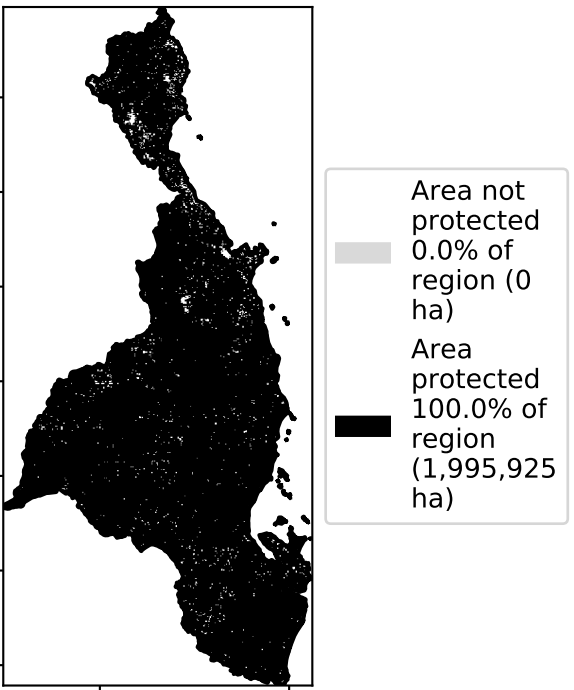 Area not
protected
0.0% of
region (0
ha)
Area
protected
100.0% of
region
(1,995,925
ha)